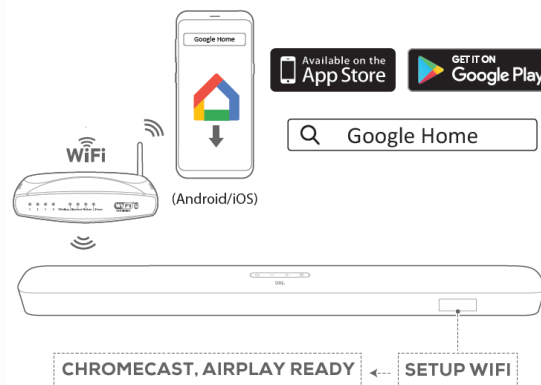 Google Home
Available on the
App Store
GET IT ON
Google Play
Google Home
WiFi
(Android/iOS)
JBL
CHROMECAST, AIRPLAY READY
SETUP WIFI